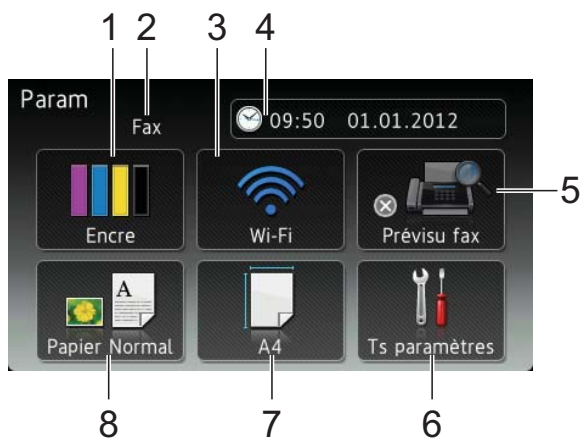 1 2 3 4
Param
Fax
09:50 01.01.2012
5
Encre Wi-Fi Prévisu fax
A
Papier Normal A4 Ts paramètres
8 7 6